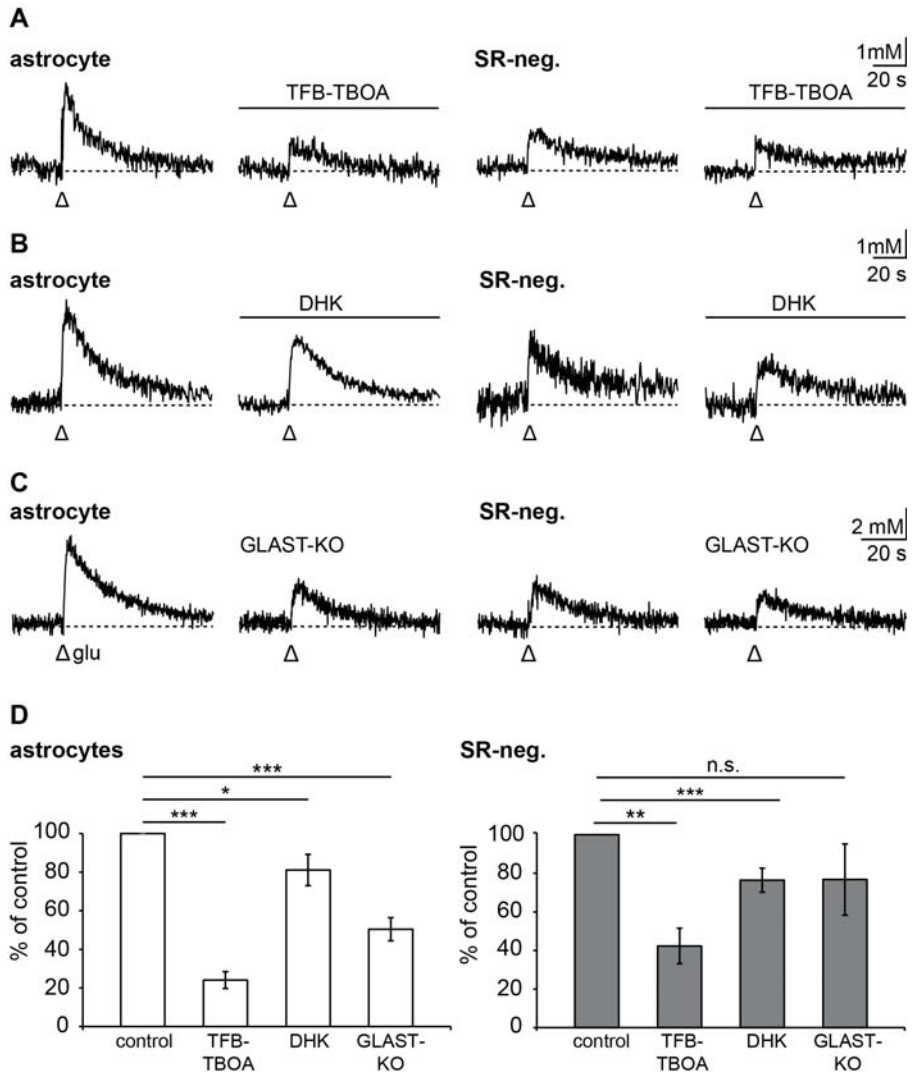 A
astrocyte
SR-neg.
1mM
20 s
TFB-TBOA
TFB-TBOA
Δ
Δ
Δ
Δ
B
astrocyte
SR-neg.
1mM
20 s
DHK
DHK
Δ
Δ
Δ
Δ
C
astrocyte
SR-neg.
2 mM
20 s
GLAST-KO
GLAST-KO
Δ glu
Δ
Δ
Δ
D
astrocytes
***
*
***
% of control
100
80
60
40
20
0
control
TFB-
TBOA
DHK
GLAST-
KO
SR-neg.
n.s.
***
**
% of control
100
80
60
40
20
0
control
TFB-
TBOA
DHK
GLAST-
KO